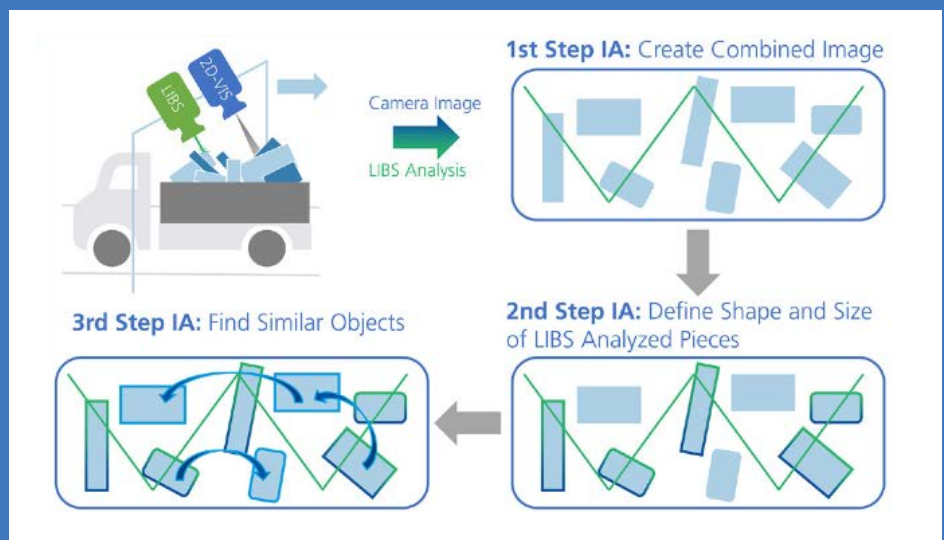 LIBS
2D-VIS
Camera Image
LIBS Analysis
1st Step IA: Create Combined Image
2nd Step IA: Define Shape and Size
of LIBS Analyzed Pieces
3rd Step IA: Find Similar Objects